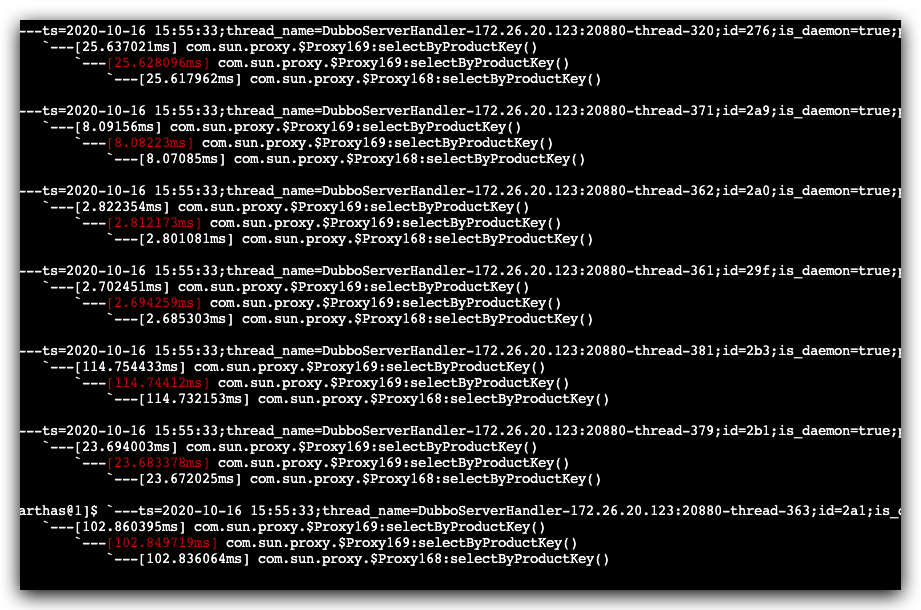 ---ts=2020-10-16 15:55:33;thread_name=DubboServerHandler-172.26.20.123:20880-thread-320;id=276;is_daemon=true;
`---[25.637021ms] com.sun.proxy.$Proxy169:selectByProductKey()
`---[25.628096ms] com.sun.proxy.$Proxy169:selectByProductKey()
`---[25.617962ms] com.sun.proxy.$Proxy168:selectByProductKey()
---ts=2020-10-16 15:55:33;thread_name=DubboServerHandler-172.26.20.123:20880-thread-371;id=2a9;is_daemon=true;
`---[8.09156ms] com.sun.proxy.$Proxy169:selectByProductKey()
`---[8.08223ms] com.sun.proxy.$Proxy169:selectByProductKey()
`---[8.07085ms] com.sun.proxy.$Proxy168:selectByProductKey()
---ts=2020-10-16 15:55:33;thread_name=DubboServerHandler-172.26.20.123:20880-thread-362;id=2a0;is_daemon=true;
`---[2.822354ms] com.sun.proxy.$Proxy169:selectByProductKey()
`---[2.812173ms] com.sun.proxy.$Proxy169:selectByProductKey()
`---[2.801081ms] com.sun.proxy.$Proxy168:selectByProductKey()
---ts=2020-10-16 15:55:33;thread_name=DubboServerHandler-172.26.20.123:20880-thread-361;id=29f;is_daemon=true;
`---[2.702451ms] com.sun.proxy.$Proxy169:selectByProductKey()
`---[2.694259ms] com.sun.proxy.$Proxy169:selectByProductKey()
`---[2.685303ms] com.sun.proxy.$Proxy168:selectByProductKey()
---ts=2020-10-16 15:55:33;thread_name=DubboServerHandler-172.26.20.123:20880-thread-381;id=2b3;is_daemon=true;
`---[114.754433ms] com.sun.proxy.$Proxy169:selectByProductKey()
`---[114.74412ms] com.sun.proxy.$Proxy169:selectByProductKey()
`---[114.732153ms] com.sun.proxy.$Proxy168:selectByProductKey()
---ts=2020-10-16 15:55:33;thread_name=DubboServerHandler-172.26.20.123:20880-thread-379;id=2b1;is_daemon=true;
`---[23.694003ms] com.sun.proxy.$Proxy169:selectByProductKey()
`---[23.683378ms] com.sun.proxy.$Proxy169:selectByProductKey()
`---[23.672025ms] com.sun.proxy.$Proxy168:selectByProductKey()
arthas@1]$ `---ts=2020-10-16 15:55:33;thread_name=DubboServerHandler-172.26.20.123:20880-thread-363;id=2a1;is_
`---[102.860395ms] com.sun.proxy.$Proxy169:selectByProductKey()
`---[102.849719ms] com.sun.proxy.$Proxy169:selectByProductKey()
`---[102.836064ms] com.sun.proxy.$Proxy168:selectByProductKey()